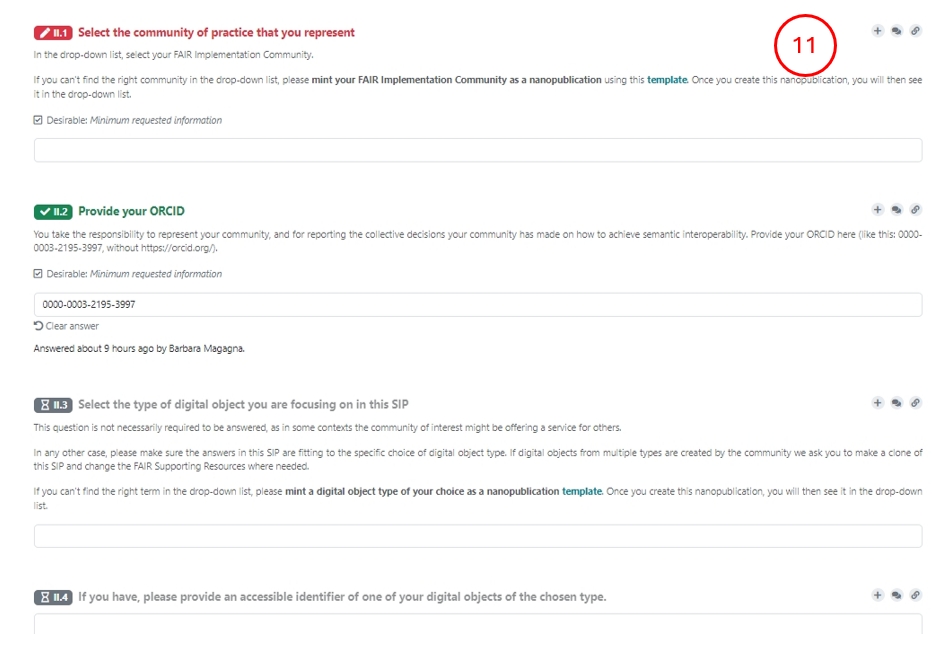 II.1 Select the community of practice that you represent
11
In the drop-down list, select your FAIR Implementation Community.
If you can't find the right community in the drop-down list, please mint your FAIR Implementation Community as a nanopublication using this template. Once you create this nanopublication, you will then see
it in the drop-down list.
Desirable: Minimum requested information
II.2 Provide your ORCID
You take the responsibility to represent your community, and for reporting the collective decisions your community has made on how to achieve semantic interoperability. Provide your ORCID here (like this: 0000-
0003-2195-3997, without https://orcid.org/).
Desirable: Minimum requested information
0000-0003-2195-3997
Clear answer
Answered about 9 hours ago by Barbara Magagna.
II.3 Select the type of digital object you are focusing on in this SIP
This question is not necessarily required to be answered, as in some contexts the community of interest might be offering a service for others.
In any other case, please make sure the answers in this SIP are fitting to the specific choice of digital object type. If digital objects from multiple types are created by the community we ask you to make a clone of
this SIP and change the FAIR Supporting Resources where needed.
If you can't find the right term in the drop-down list, please mint a digital object type of your choice as a nanopublication template. Once you create this nanopublication, you will then see it in the drop-down
list.
II.4 If you have, please provide an accessible identifier of one of your digital objects of the chosen type.